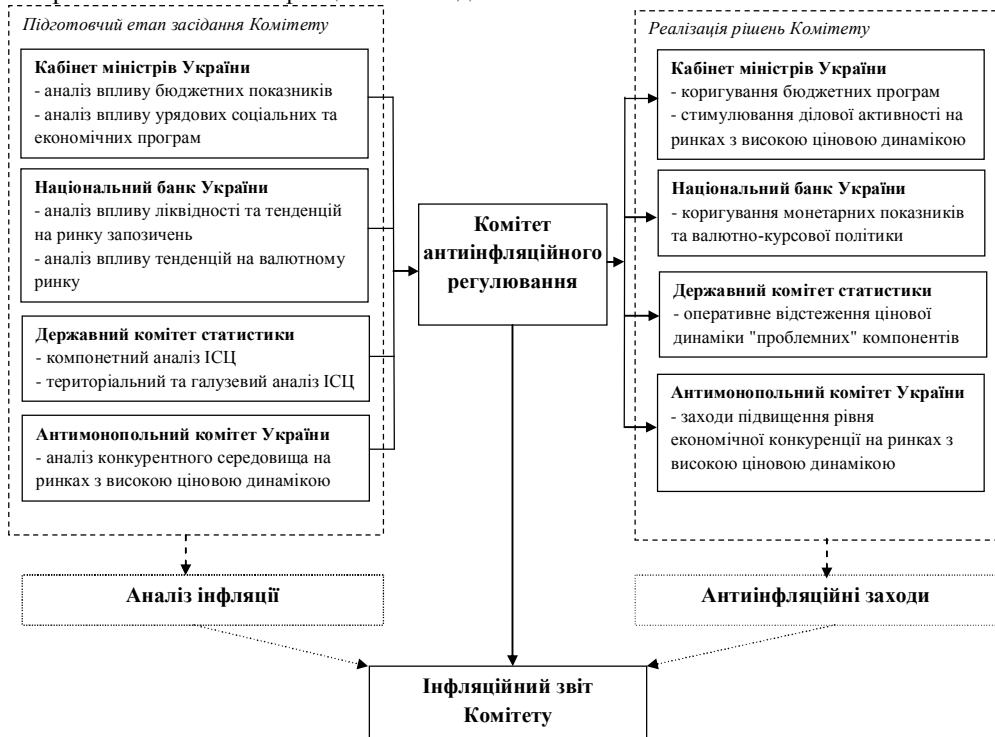 Підготовчий етап засідання Комітету
Кабінет міністрів України
- аналіз впливу бюджетних показників
- аналіз впливу урядових соціальних та
економічних програм
Національний банк України
- аналіз впливу ліквідності та тенденцій
на ринку запозичень
- аналіз впливу тенденцій на валютному
ринку
Державний комітет статистики
- компонетний аналіз ІСЦ
- територіальний та галузевий аналіз ІСЦ
Антимонопольний комітет України
- аналіз конкурентного середовища на
ринках з високою ціновою динамікою
Комітет
антиінфляційного
регулювання
Реалізація рішень Комітету
Кабінет міністрів України
- коригування бюджетних програм
- стимулювання ділової активності на
ринках з високою ціновою динамікою
Національний банк України
- коригування монетарних показників
та валютно-курсової політики
Державний комітет статистики
- оперативне відстеження цінової
динаміки "проблемних" компонентів
Антимонопольний комітет України
- заходи підвищення рівня
економічної конкуренції на ринках з
високою ціновою динамікою
Аналіз інфляції
Антиінфляційні заходи
Інфляційний звіт
Комітету